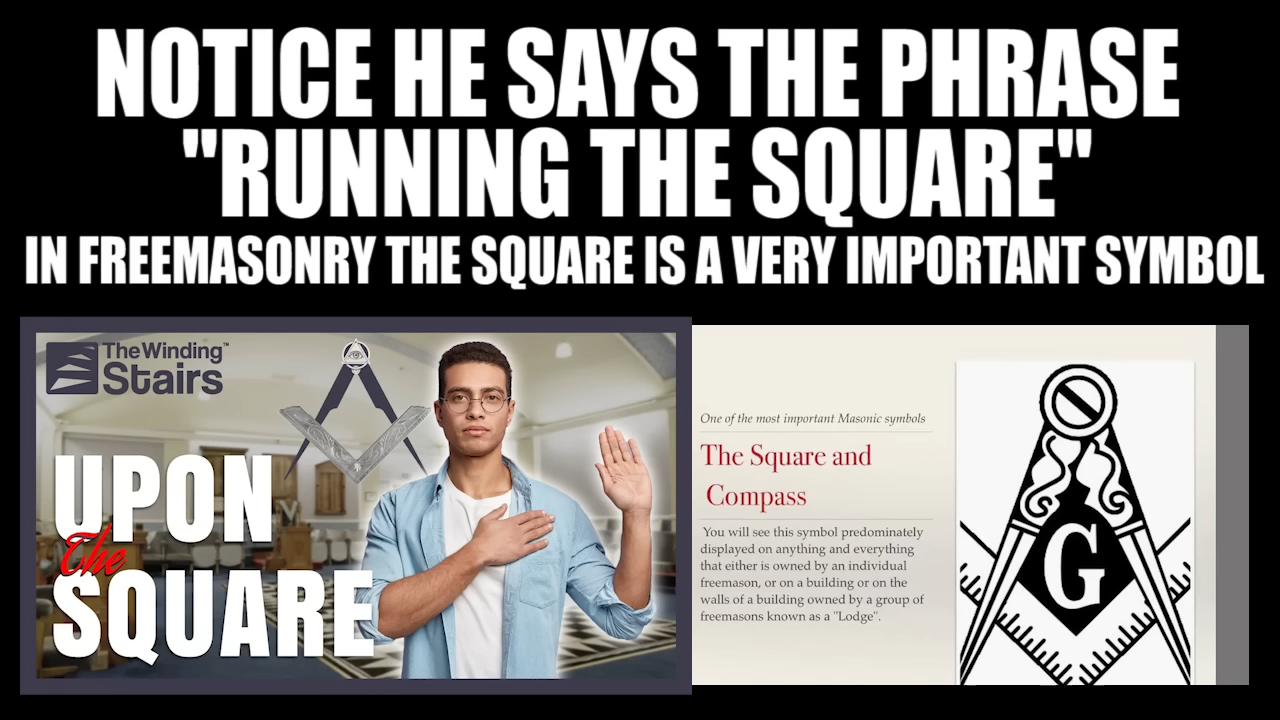 NOTICE HE SAYS THE PHRASE
"RUNNING THE SQUARE"
IN FREEMASONRY THE SQUARE IS A VERY IMPORTANT SYMBOL
The Winding™
Stairs
UPON
The
SQUARE
One of the most important Masonic symbols
The Square and
Compass
You will see this symbol predominately
displayed on anything and everything
that either is owned by an individual
freemason, or on a building or on the
walls of a building owned by a group of
freemasons known as a "Lodge".
G